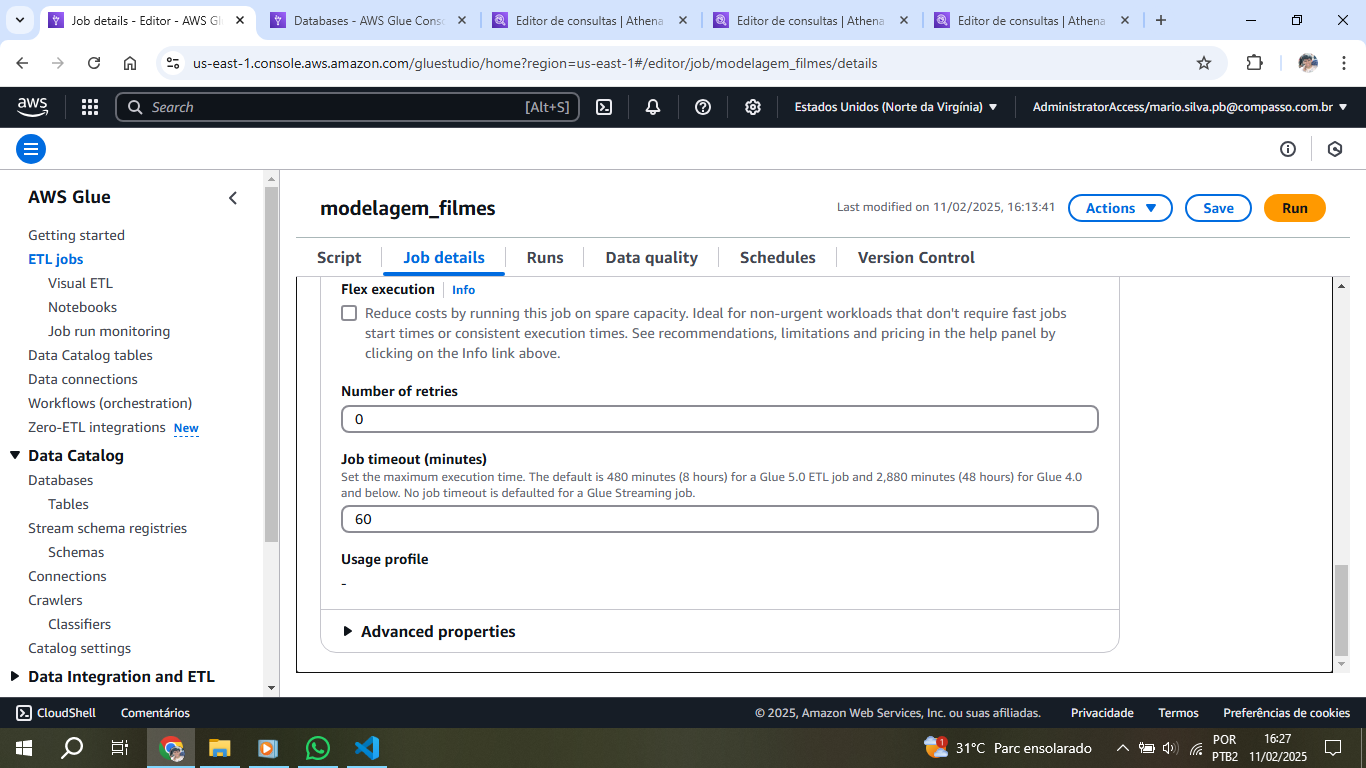 Job details - Editor - AWS Gl
Databases - AWS Glue Conso
Editor de consultas | Athena
Editor de consultas | Athena
Editor de consultas | Athena
us-east-1.console.aws.amazon.com/gluestudio/home?region=us-east-1#/editor/job/modelagem_filmes/details
aws
Search
[Alt+S]
Estados Unidos (Norte da Virgínia)
AdministratorAccess/mario.silva.pb@compasso.com.br
AWS Glue
Getting started
ETL jobs
Visual ETL
Notebooks
Job run monitoring
Data Catalog tables
Data connections
Workflows (orchestration)
Zero-ETL integrations New
Data Catalog
Databases
Tables
Stream schema registries
Schemas
Connections
Crawlers
Classifiers
Catalog settings
Data Integration and ETL
modelagem_filmes
Last modified on 11/02/2025, 16:13:41
Actions
Save
Run
Script
Job details
Runs
Data quality
Schedules
Version Control
Flex execution
Info
Reduce costs by running this job on spare capacity. Ideal for non-urgent workloads that don't require fast jobs
start times or consistent execution times. See recommendations, limitations and pricing in the help panel by
clicking on the Info link above.
Number of retries
0
Job timeout (minutes)
Set the maximum execution time. The default is 480 minutes (8 hours) for a Glue 5.0 ETL job and 2,880 minutes (48 hours) for Glue 4.0
and below. No job timeout is defaulted for a Glue Streaming job.
60
Usage profile
-
Advanced properties
CloudShell
Comentários
© 2025, Amazon Web Services, Inc. ou suas afiliadas.
Privacidade
Termos
Preferências de cookies
1
31°C Parc ensolarado
POR
PTB2
16:27
11/02/2025